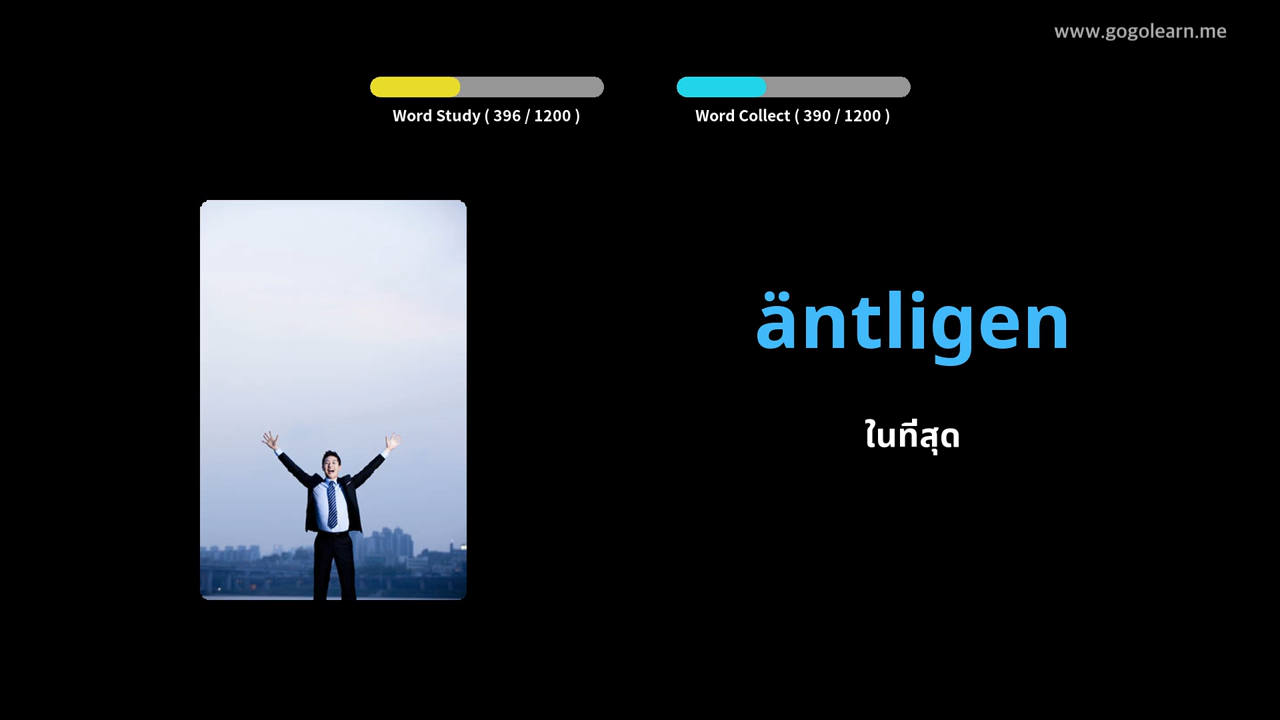 www.gogolearn.me
Word Study ( 396 / 1200 )
Word Collect ( 390 / 1200 )
äntligen
ในที่สุด